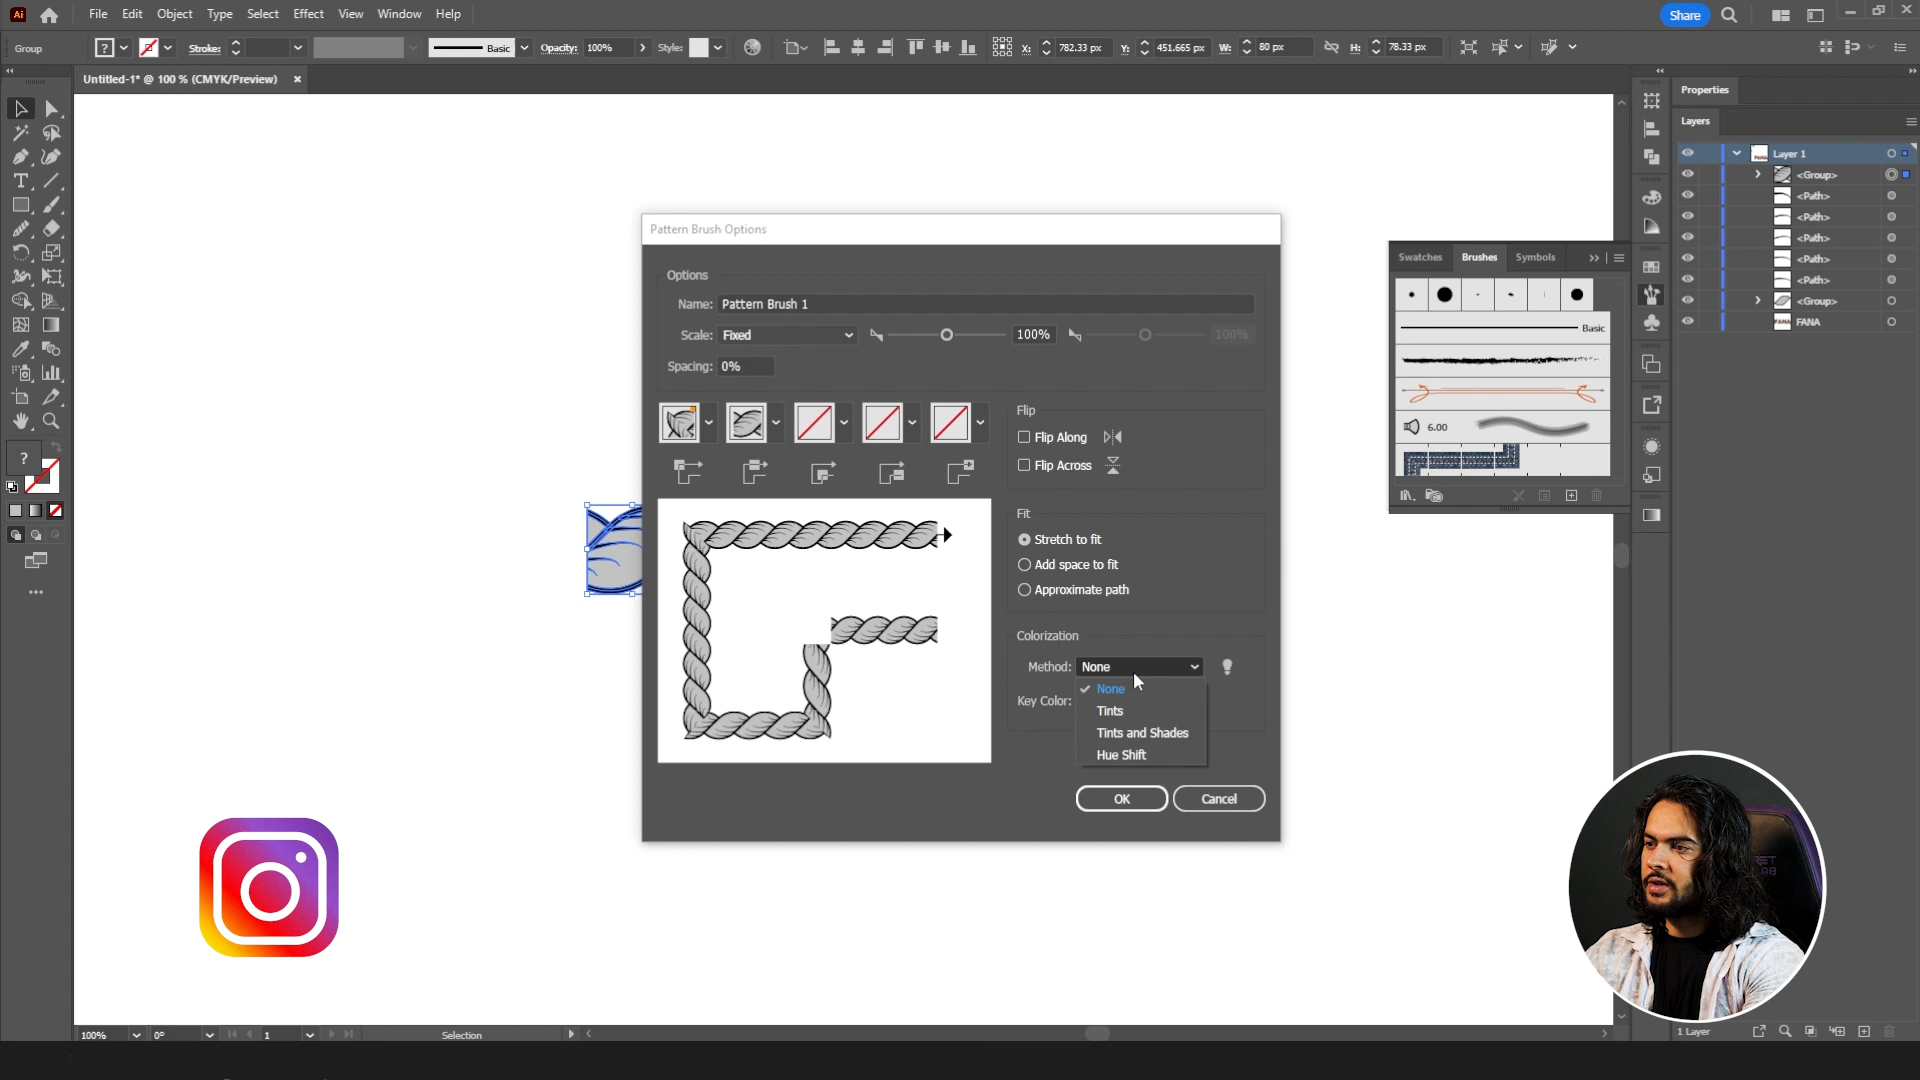 Ai File Edit Object Type Select Effect View Window Help Share
Group ? Stroke: Basic Opacity: 100% Style: X: 782.33 px Y: 451.665 px W: 80 px H: 78.33 px
Untitled-1* @ 100 % (CMYK/Preview) ×
Properties
Layers
Layer 1
<Group>
<Path>
<Path>
<Path>
<Path>
<Path>
<Group>
FANA
Swatches Brushes Symbols
Basic
6.00
Pattern Brush Options
Options
Name: Pattern Brush 1
Scale: Fixed 100% 100%
Spacing: 0%
Flip
Flip Along
Flip Across
Fit
Stretch to fit
Add space to fit
Approximate path
Colorization
Method: None
None
Key Color:
Tints
Tints and Shades
Hue Shift
OK Cancel
?
100% 0° 1 Selection
1 Layer